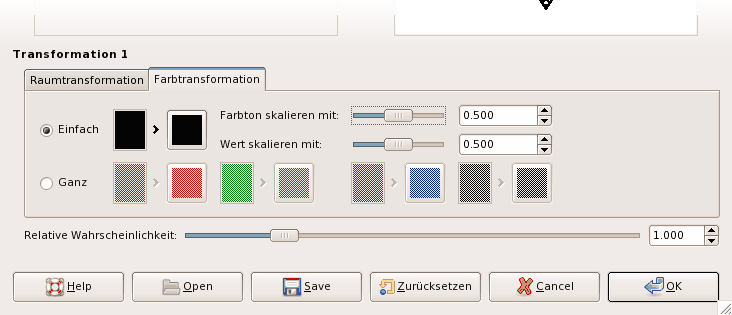 Transformation 1
Raumtransformation Farbtransformation
Einfach Farbton skalieren mit: 0.500
Wert skalieren mit: 0.500
Ganz
Relative Wahrscheinlichkeit: 1.000
Help Open Save Zurücksetzen Cancel OK